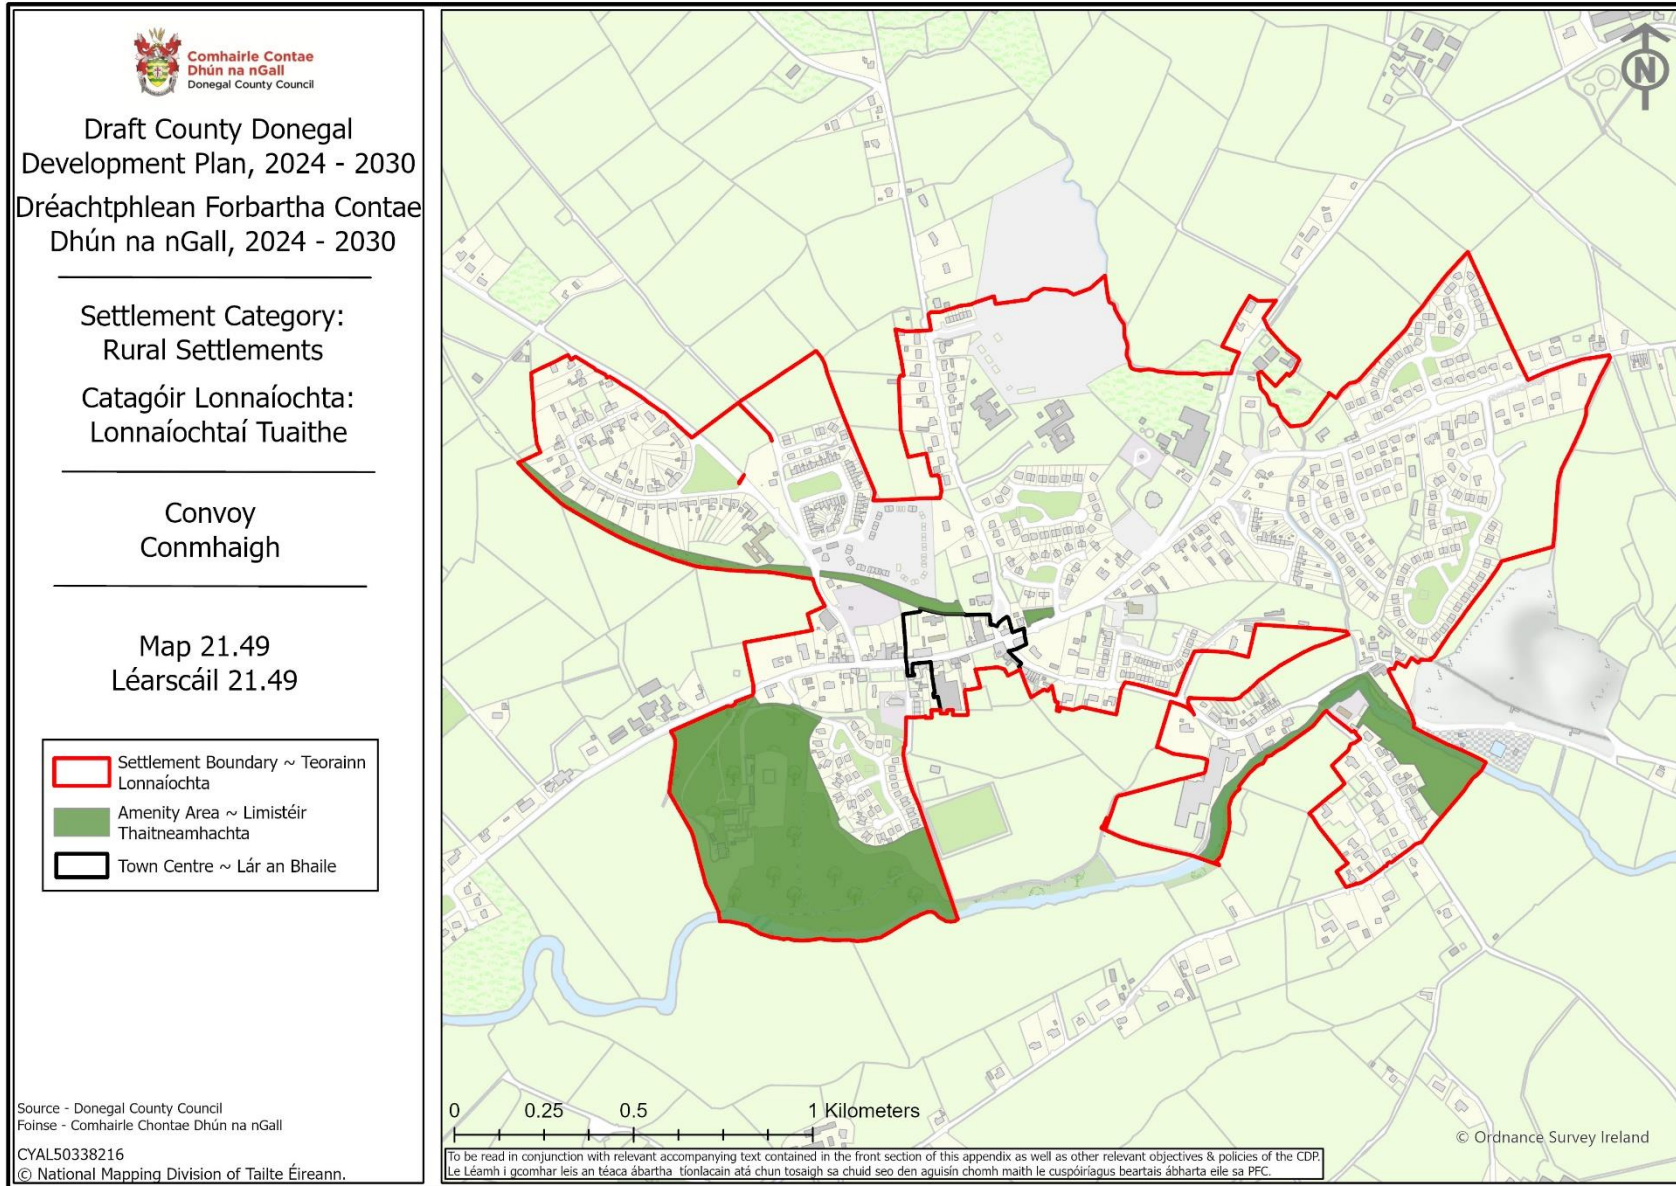 Comhairle Contae
Dhún na nGall
Donegal County Council
Draft County Donegal
Development Plan, 2024 - 2030
Dréachtphlean Forbartha Contae
Dhún na nGall, 2024 - 2030
Settlement Category:
Rural Settlements
Catagóir Lonnaíochta:
Lonnaíochtaí Tuaithe
Convoy
Conmhaigh
Map 21.49
Léarscáil 21.49
Settlement Boundary ~ Teorainn
Lonnaíochta
Amenity Area ~ Limistéir
Thaitneamhachta
Town Centre ~ Lár an Bhaile
Source - Donegal County Council
Foinse - Comhairle Chontae Dhún na nGall
CYAL50338216
© National Mapping Division of Tailte Éireann.
N
0 0.25 0.5 1 Kilometers
© Ordnance Survey Ireland
To be read in conjunction with relevant accompanying text contained in the front section of this appendix as well as other relevant objectives & policies of the CDP.
Le Léamh i gcomhar leis an téaca ábartha tíonlacain atá chun tosaigh sa chuid seo den aguisín chomh maith le cuspóiríagus beartais ábharta eile sa PFC.